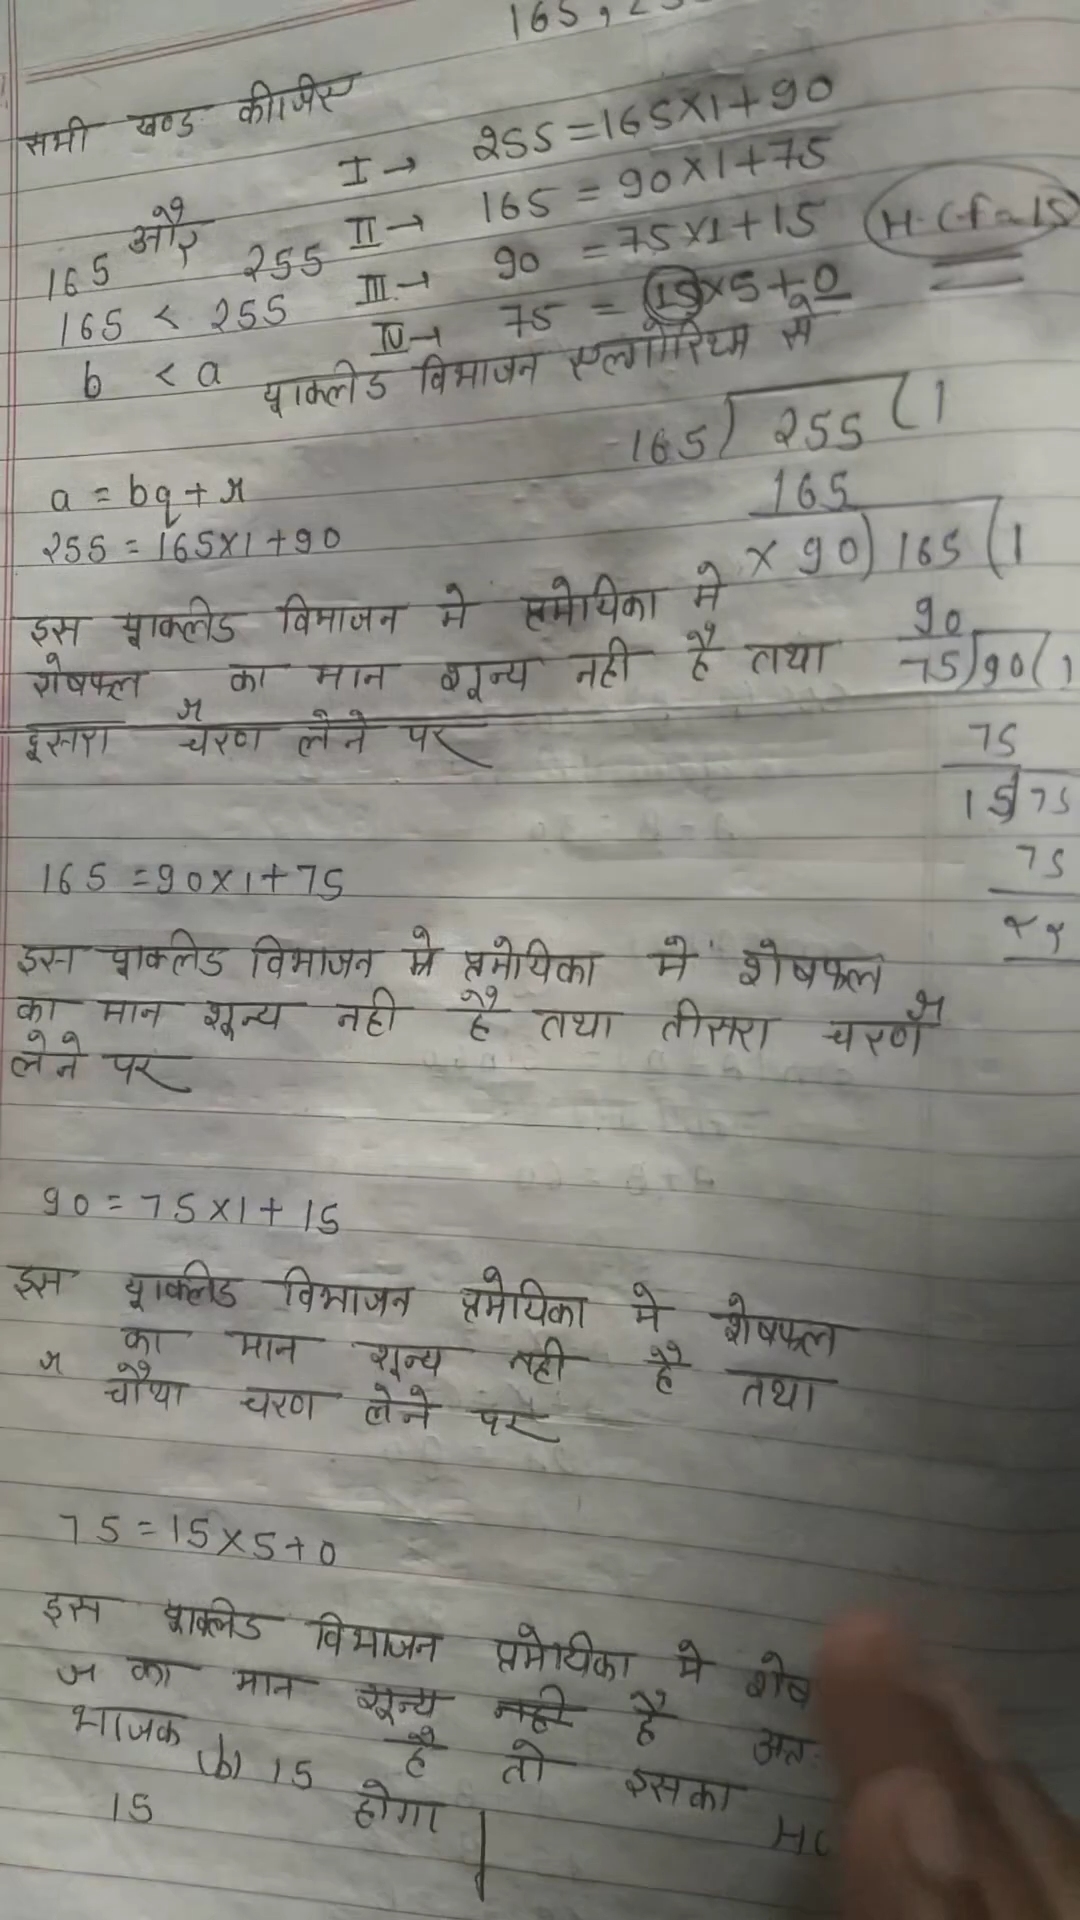 165,
सभी खण्ड कीजिए
I → 255 = 165×1+90
165 और 255 II → 165 = 90×1+75
165 < 255 III → 90 = 75×1+15 H.C.f = 15
b < a IV → 75 = 15×5+0
यूक्लीड विभाजन एल्गोरिथ्म से
165) 255 (1
a = bq + r 165
255 = 165×1+90 × 90) 165 (1
इस यूक्लीड विभाजन मे प्रमेयिका मे 90
शेषफल r का मान शून्य नही है तथा 75)90(1
दूसरा चरण लेने पर 75
15)75
165 = 90×1+75 75
××
इस यूक्लीड विभाजन मे प्रमेयिका मे शेषफल r
का मान शून्य नही है तथा तीसरा चरण
लेने पर
90 = 75×1+15
इस यूक्लीड विभाजन प्रमेयिका मे शेषफल
r का मान शून्य नही है तथा
चौथा चरण लेने पर
75 = 15×5+0
इस यूक्लीड विभाजन प्रमेयिका मे शेष
r का मान शून्य नही है अत
भाजक (b) 15 है तो इसका HC
15 होगा